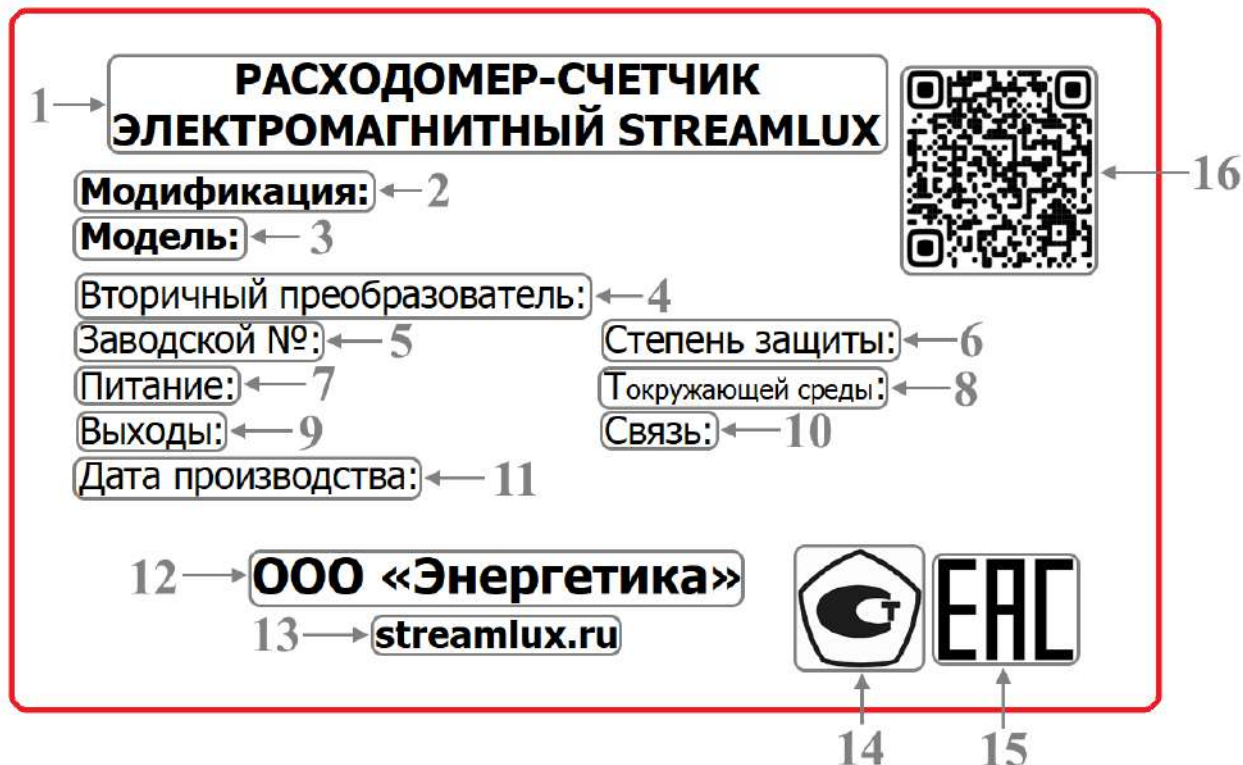 1 РАСХОДОМЕР-СЧЕТЧИК
ЭЛЕКТРОМАГНИТНЫЙ STREAMLUX
16
Модификация: 2
Модель: 3
Вторичный преобразователь: 4
Заводской №: 5 Степень защиты: 6
Питание: 7 Tокружающей среды: 8
Выходы: 9 Связь: 10
Дата производства: 11
12 ООО «Энергетика»
13 streamlux.ru
СТ EAC
14 15